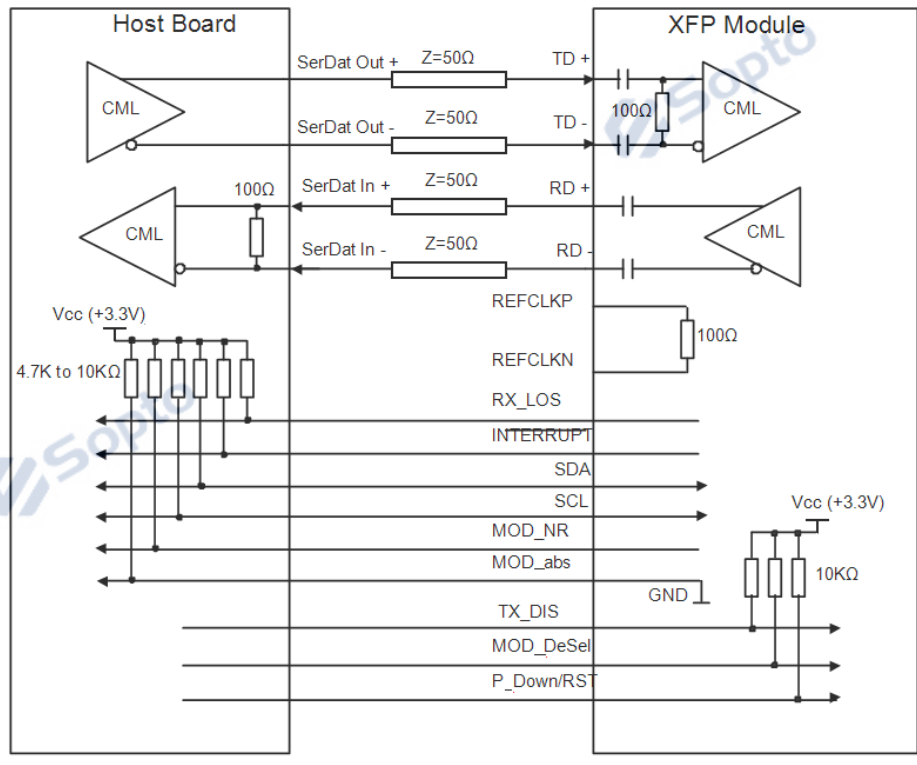 Host Board
XFP Module
SerDat Out +
Z=50Ω
TD +
CML
100Ω
CML
SerDat Out -
Z=50Ω
TD -
Sopto
100Ω
SerDat In +
Z=50Ω
RD +
CML
CML
SerDat In -
Z=50Ω
RD -
Vcc (+3.3V)
REFCLKP
100Ω
4.7K to 10KΩ
REFCLKN
RX_LOS
Sopto
INTERRUPT
SDA
SCL
Vcc (+3.3V)
MOD_NR
MOD_abs
10KΩ
GND
TX_DIS
MOD_DeSel
P_Down/RST